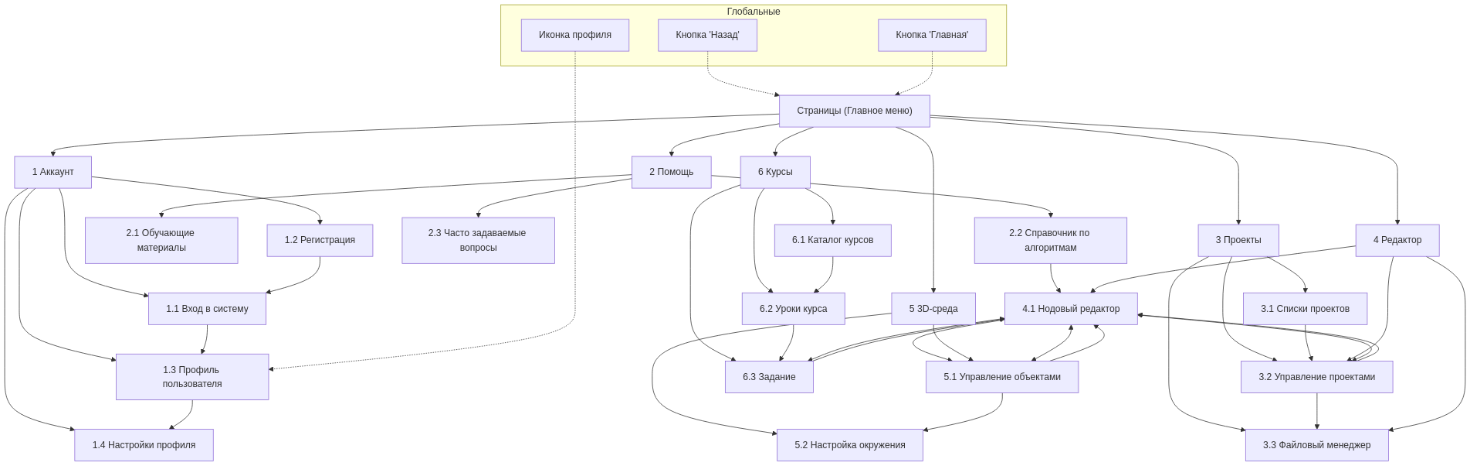 Глобальные
Иконка профиля
Кнопка 'Назад'
Кнопка 'Главная'
Страницы (Главное меню)
1 Аккаунт
2 Помощь
6 Курсы
2.1 Обучающие
материалы
1.2 Регистрация
2.3 Часто задаваемые
вопросы
6.1 Каталог курсов
2.2 Справочник по
алгоритмам
3 Проекты
4 Редактор
1.1 Вход в систему
6.2 Уроки курса
5 3D-среда
4.1 Нодовый редактор
3.1 Списки проектов
1.3 Профиль
пользователя
6.3 Задание
5.1 Управление объектами
3.2 Управление проектами
1.4 Настройки профиля
5.2 Настройка окружения
3.3 Файловый менеджер